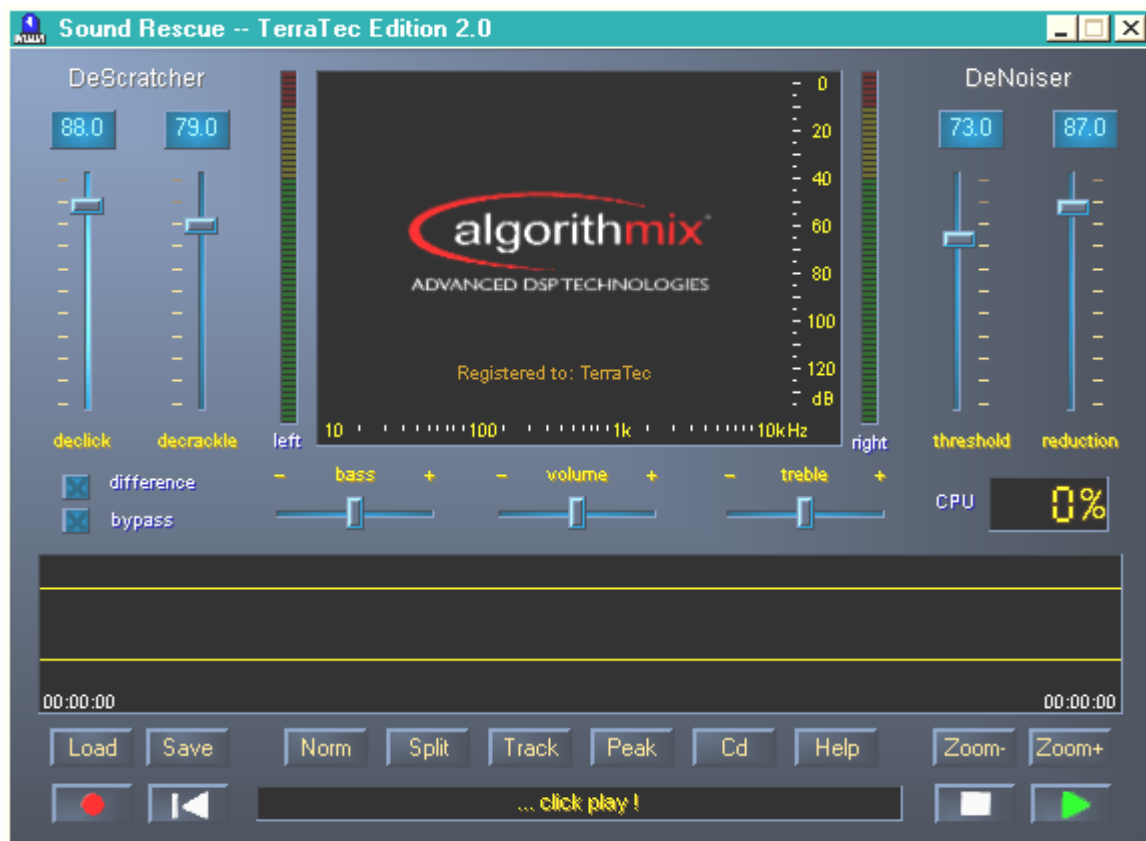 Sound Rescue -- TerraTec Edition 2.0
DeScratcher
DeNoiser
88.0 79.0
73.0 87.0
0
20
40
60
80
100
120
dB
algorithmix
ADVANCED DSP TECHNOLOGIES
Registered to: TerraTec
10 100 1k 10kHz
declick decrackle left right threshold reduction
difference
bypass
- bass +
- volume +
- treble +
CPU 0%
00:00:00 00:00:00
Load Save Norm Split Track Peak Cd Help Zoom- Zoom+
... click play !